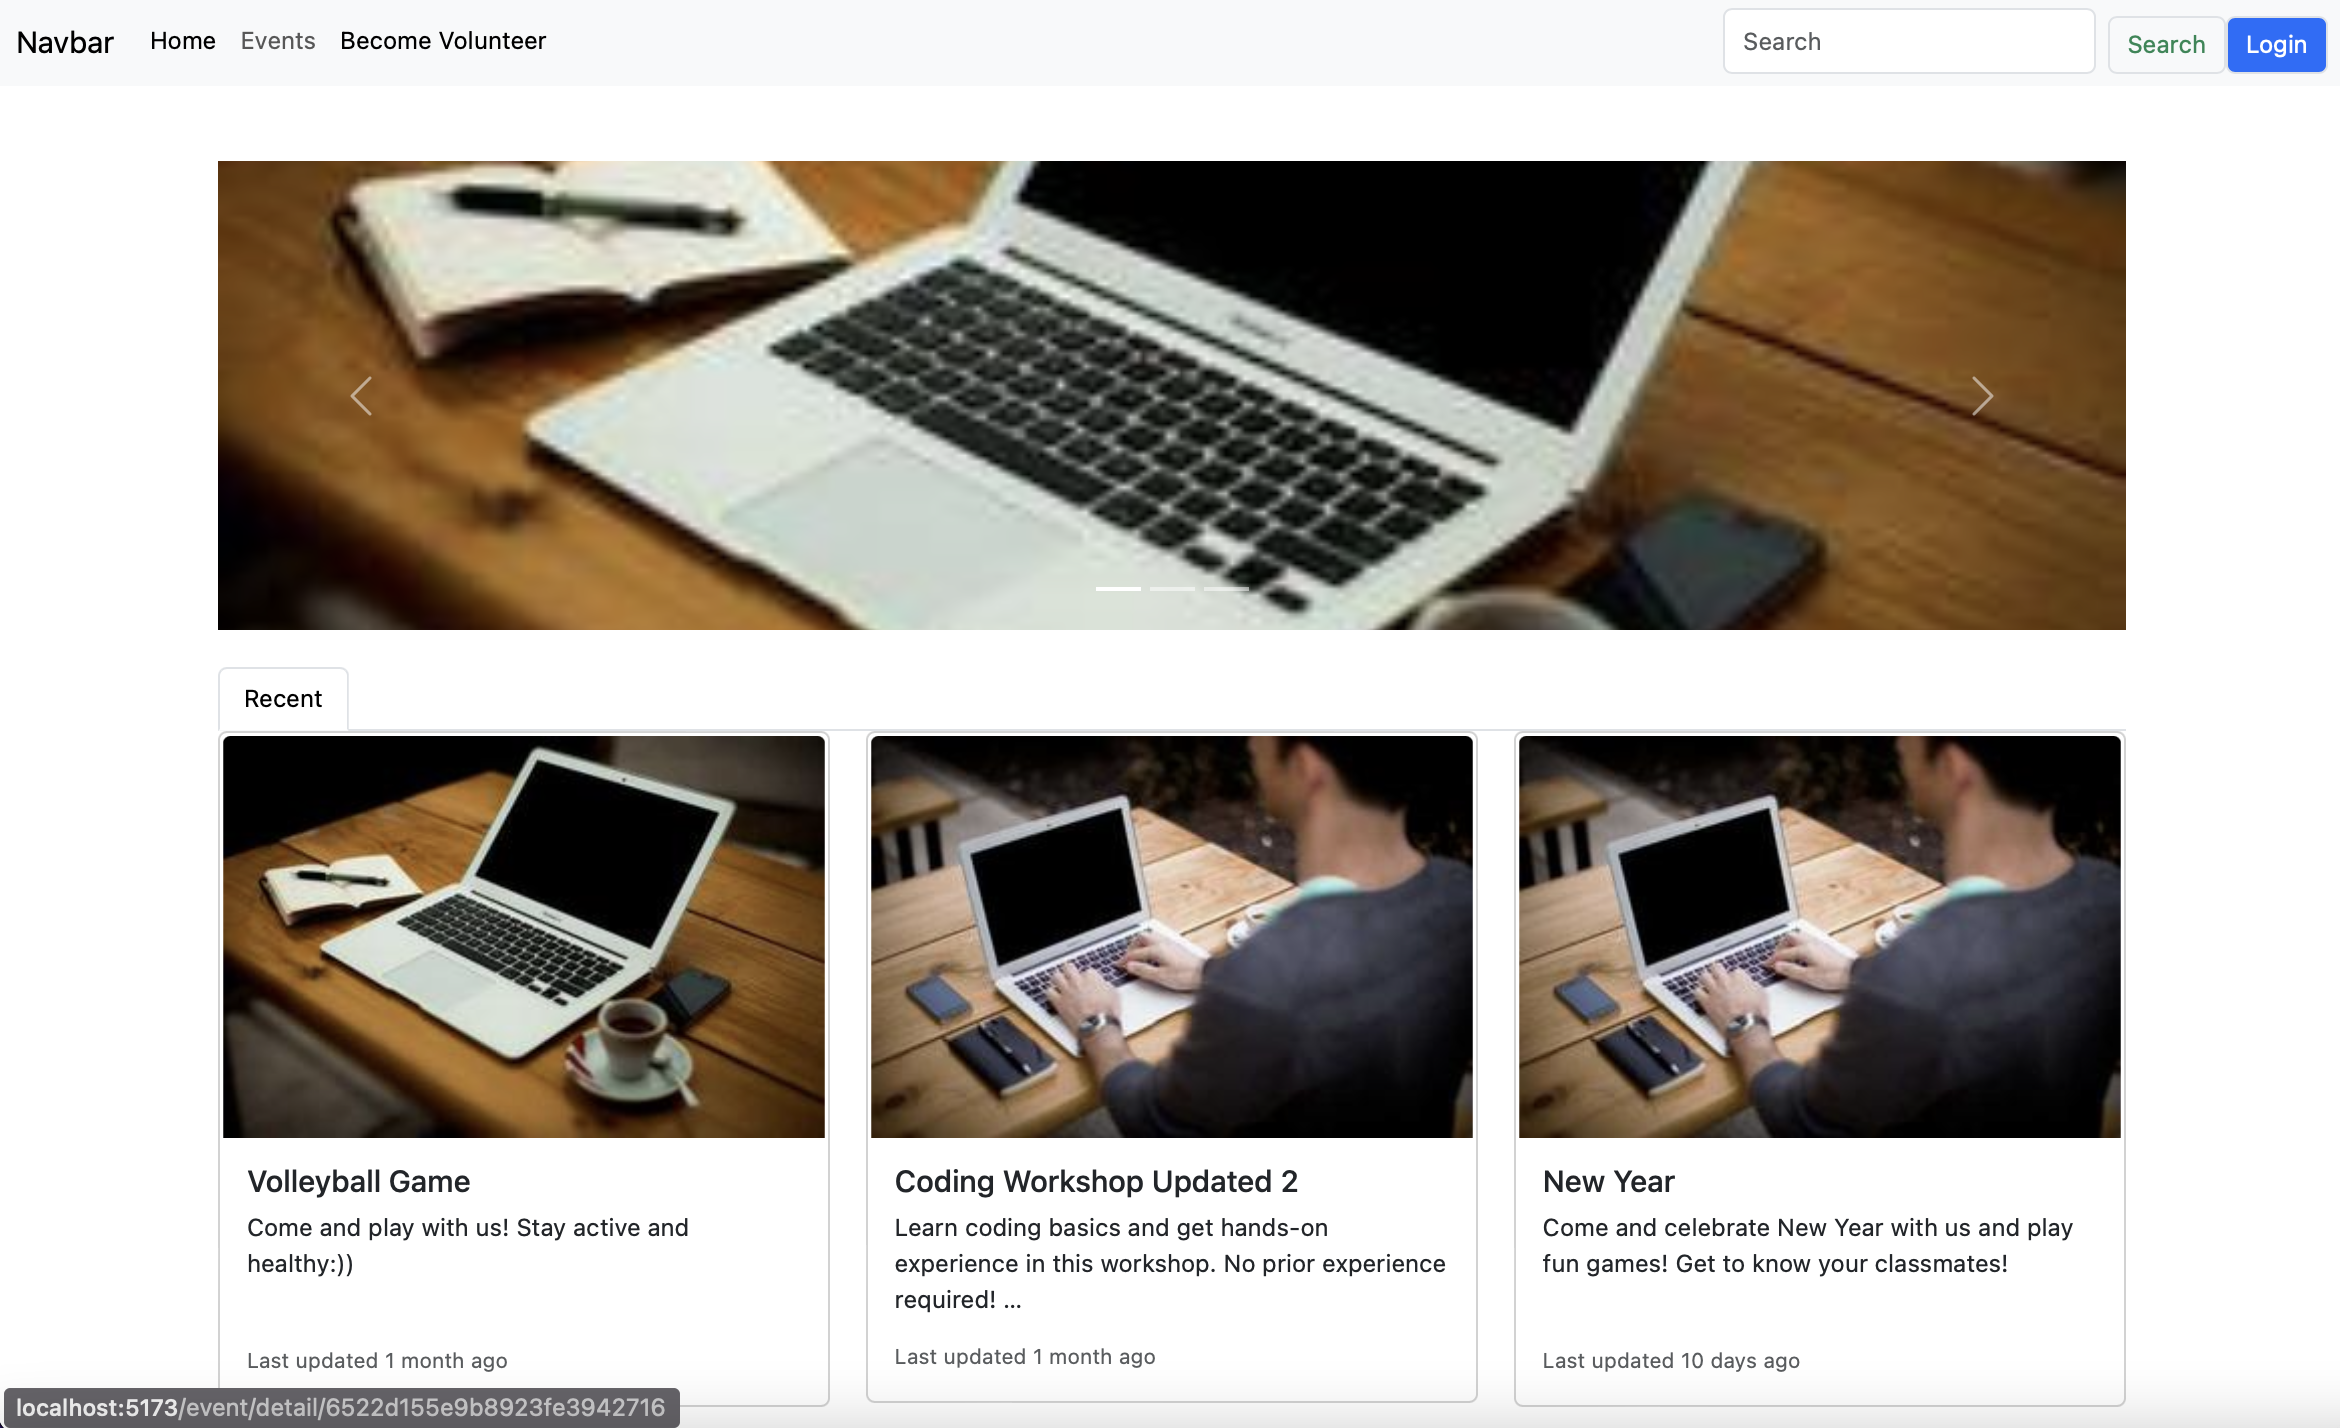 Navbar Home Events Become Volunteer Search Search Login
Recent
Volleyball Game
Come and play with us! Stay active and
healthy:))
Last updated 1 month ago
Coding Workshop Updated 2
Learn coding basics and get hands-on
experience in this workshop. No prior experience
required! ...
Last updated 1 month ago
New Year
Come and celebrate New Year with us and play
fun games! Get to know your classmates!
Last updated 10 days ago
localhost:5173/event/detail/6522d155e9b8923fe3942716